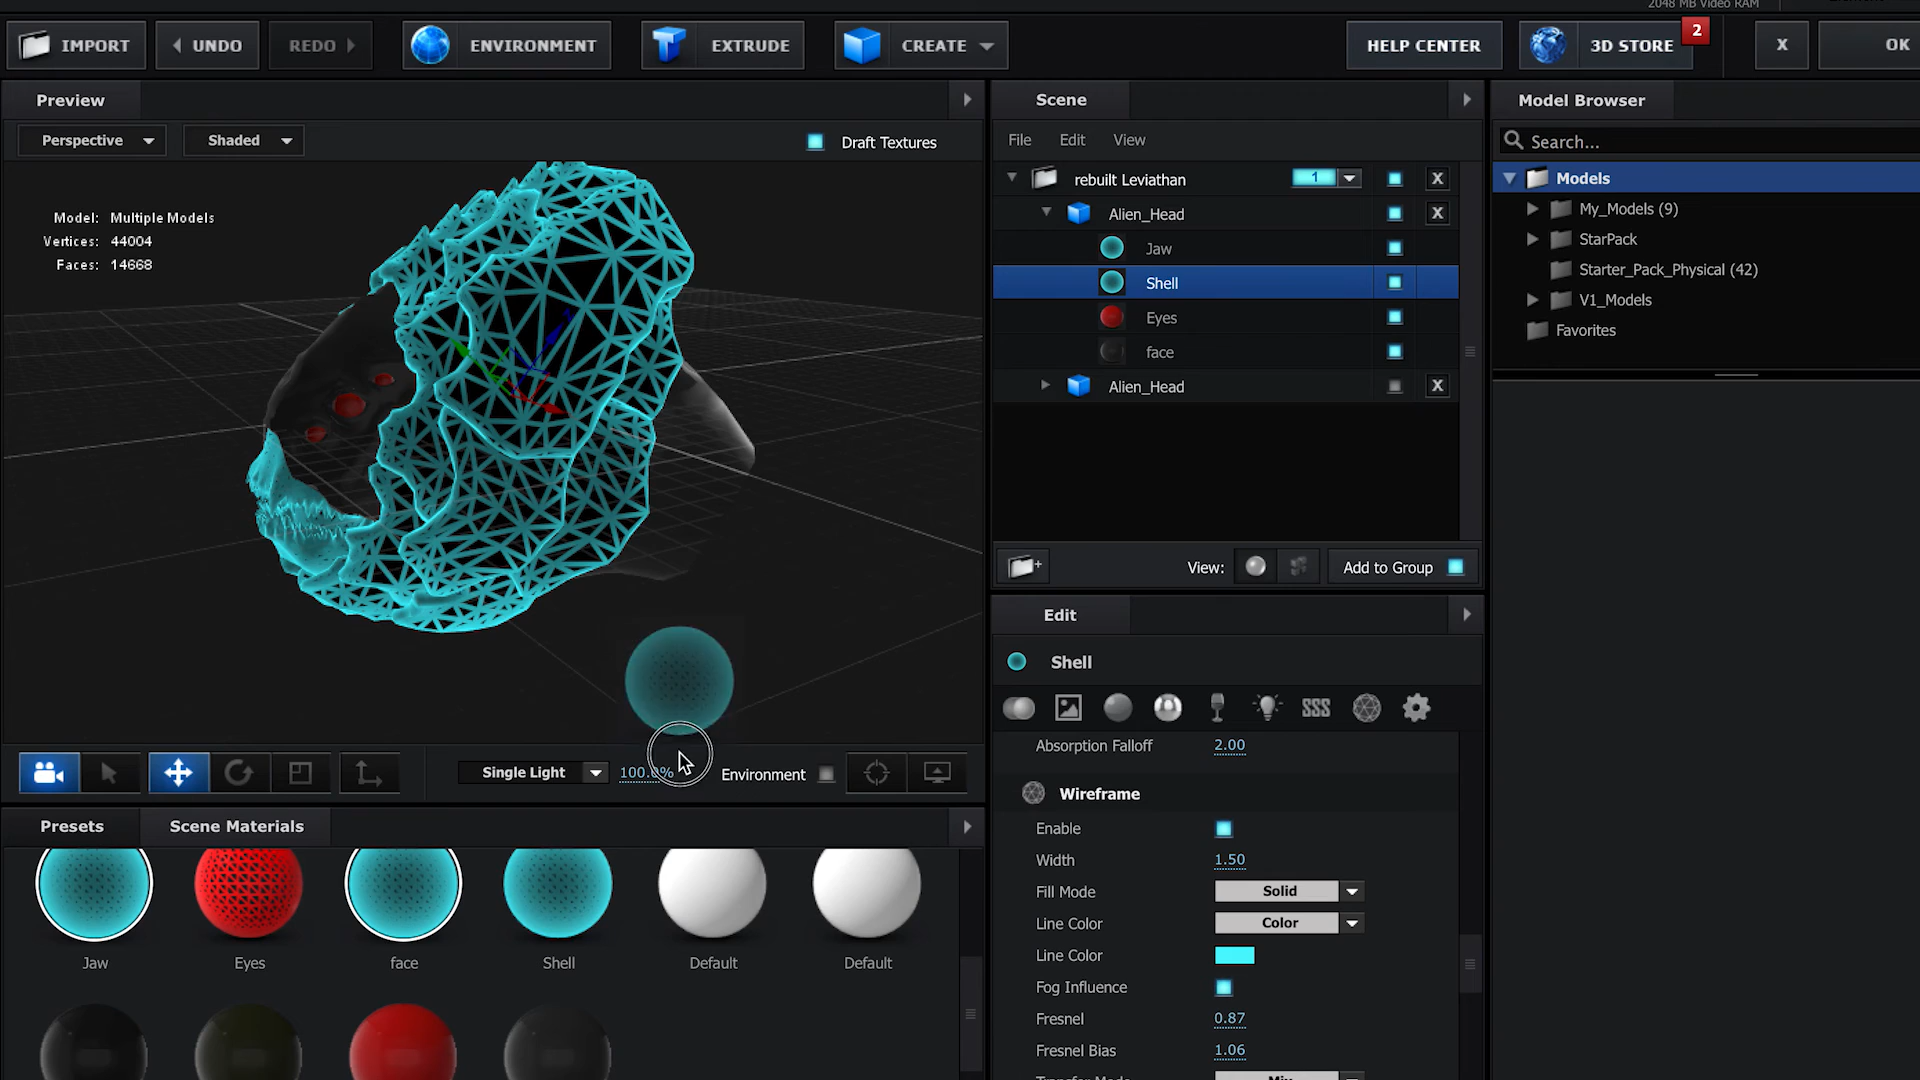 2048 MB Video RAM
IMPORT
UNDO
REDO
ENVIRONMENT
EXTRUDE
CREATE
HELP CENTER
3D STORE
2
X
OK
Preview
Perspective
Shaded
Draft Textures
Model: Multiple Models
Vertices: 44004
Faces: 14668
Single Light
100.0%
Environment
Presets
Scene Materials
Jaw
Eyes
face
Shell
Default
Default
Scene
File
Edit
View
rebuilt Leviathan
1
X
Alien_Head
X
Jaw
Shell
Eyes
face
Alien_Head
X
View:
Add to Group
Edit
Shell
SSS
Absorption Falloff
2.00
Wireframe
Enable
Width
1.50
Fill Mode
Solid
Line Color
Color
Line Color
Fog Influence
Fresnel
0.87
Fresnel Bias
1.06
Model Browser
Search...
Models
My_Models (9)
StarPack
Starter_Pack_Physical (42)
V1_Models
Favorites